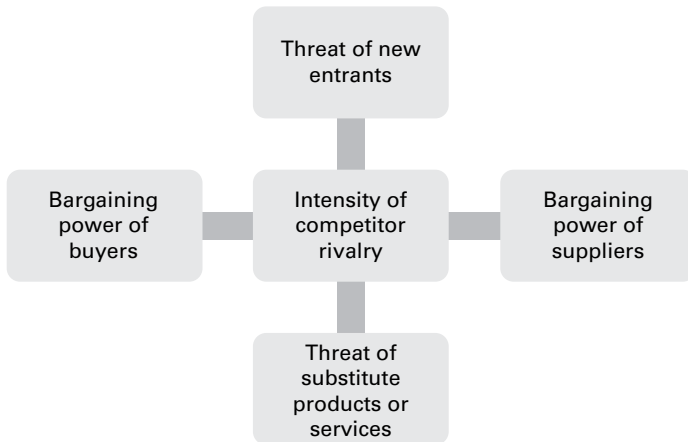 Threat of new
entrants
Bargaining
power of
buyers
Intensity of
competitor
rivalry
Bargaining
power of
suppliers
Threat of
substitute
products or
services